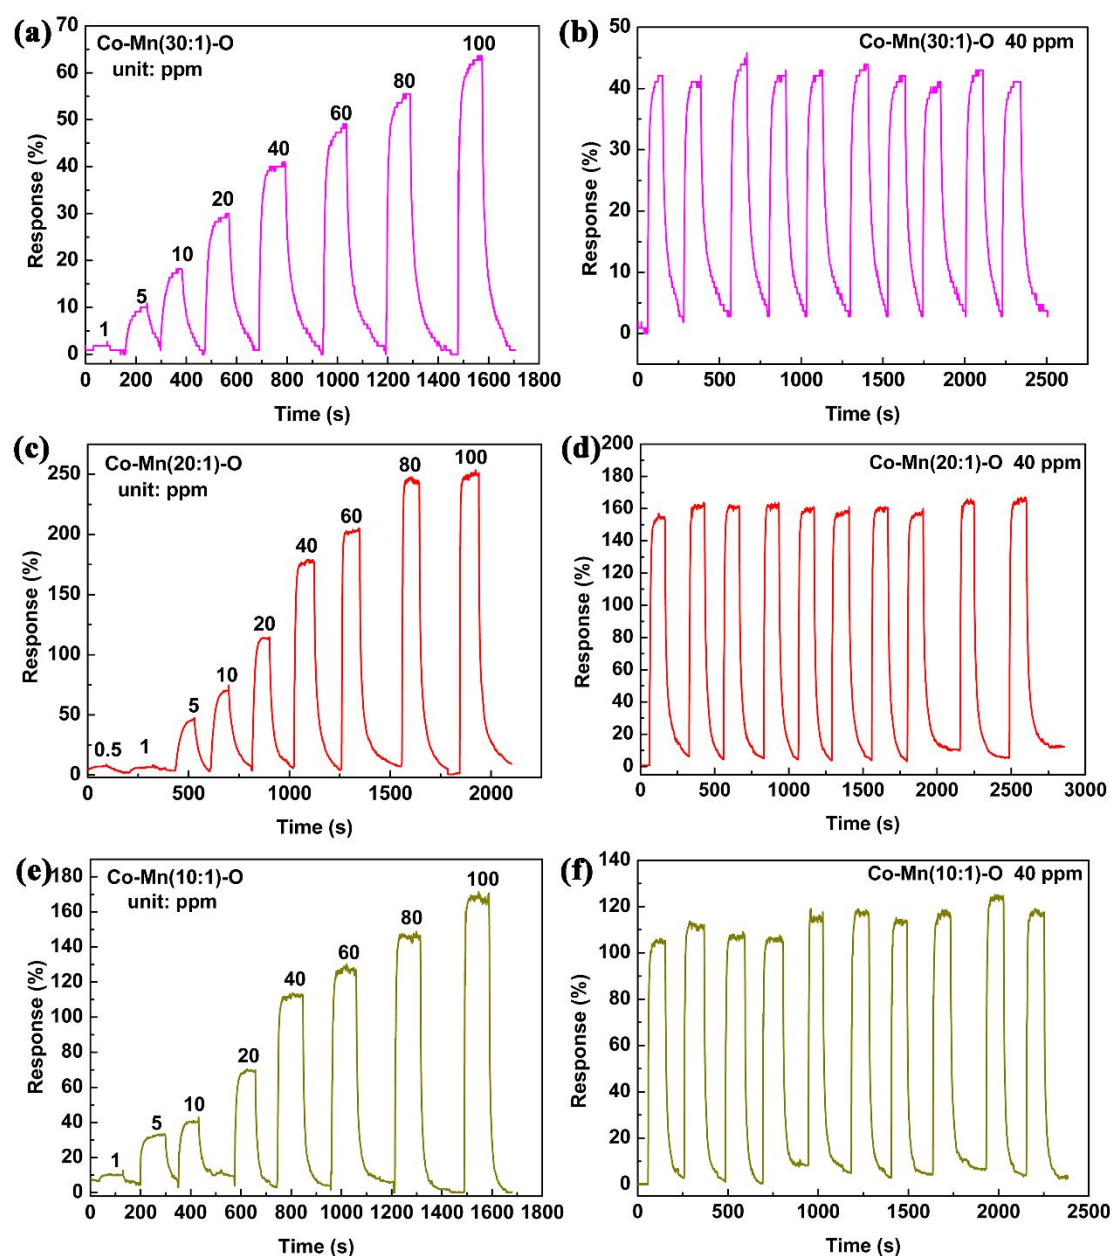 (a)
Co-Mn(30:1)-O
unit: ppm
1
5
10
20
40
60
80
100
Response (%)
70
60
50
40
30
20
10
0
0 200 400 600 800 1000 1200 1400 1600 1800
Time (s)
(b)
Co-Mn(30:1)-O 40 ppm
Response (%)
50
40
30
20
10
0
0 500 1000 1500 2000 2500
Time (s)
(c)
Co-Mn(20:1)-O
unit: ppm
0.5
1
5
10
20
40
60
80
100
Response (%)
250
200
150
100
50
0
0 500 1000 1500 2000
Time (s)
(d)
Co-Mn(20:1)-O 40 ppm
Response (%)
200
180
160
140
120
100
80
60
40
20
0
0 500 1000 1500 2000 2500 3000
Time (s)
(e)
Co-Mn(10:1)-O
unit: ppm
1
5
10
20
40
60
80
100
Response (%)
180
160
140
120
100
80
60
40
20
0
0 200 400 600 800 1000 1200 1400 1600 1800
Time (s)
(f)
Co-Mn(10:1)-O 40 ppm
Response (%)
140
120
100
80
60
40
20
0
0 500 1000 1500 2000 2500
Time (s)